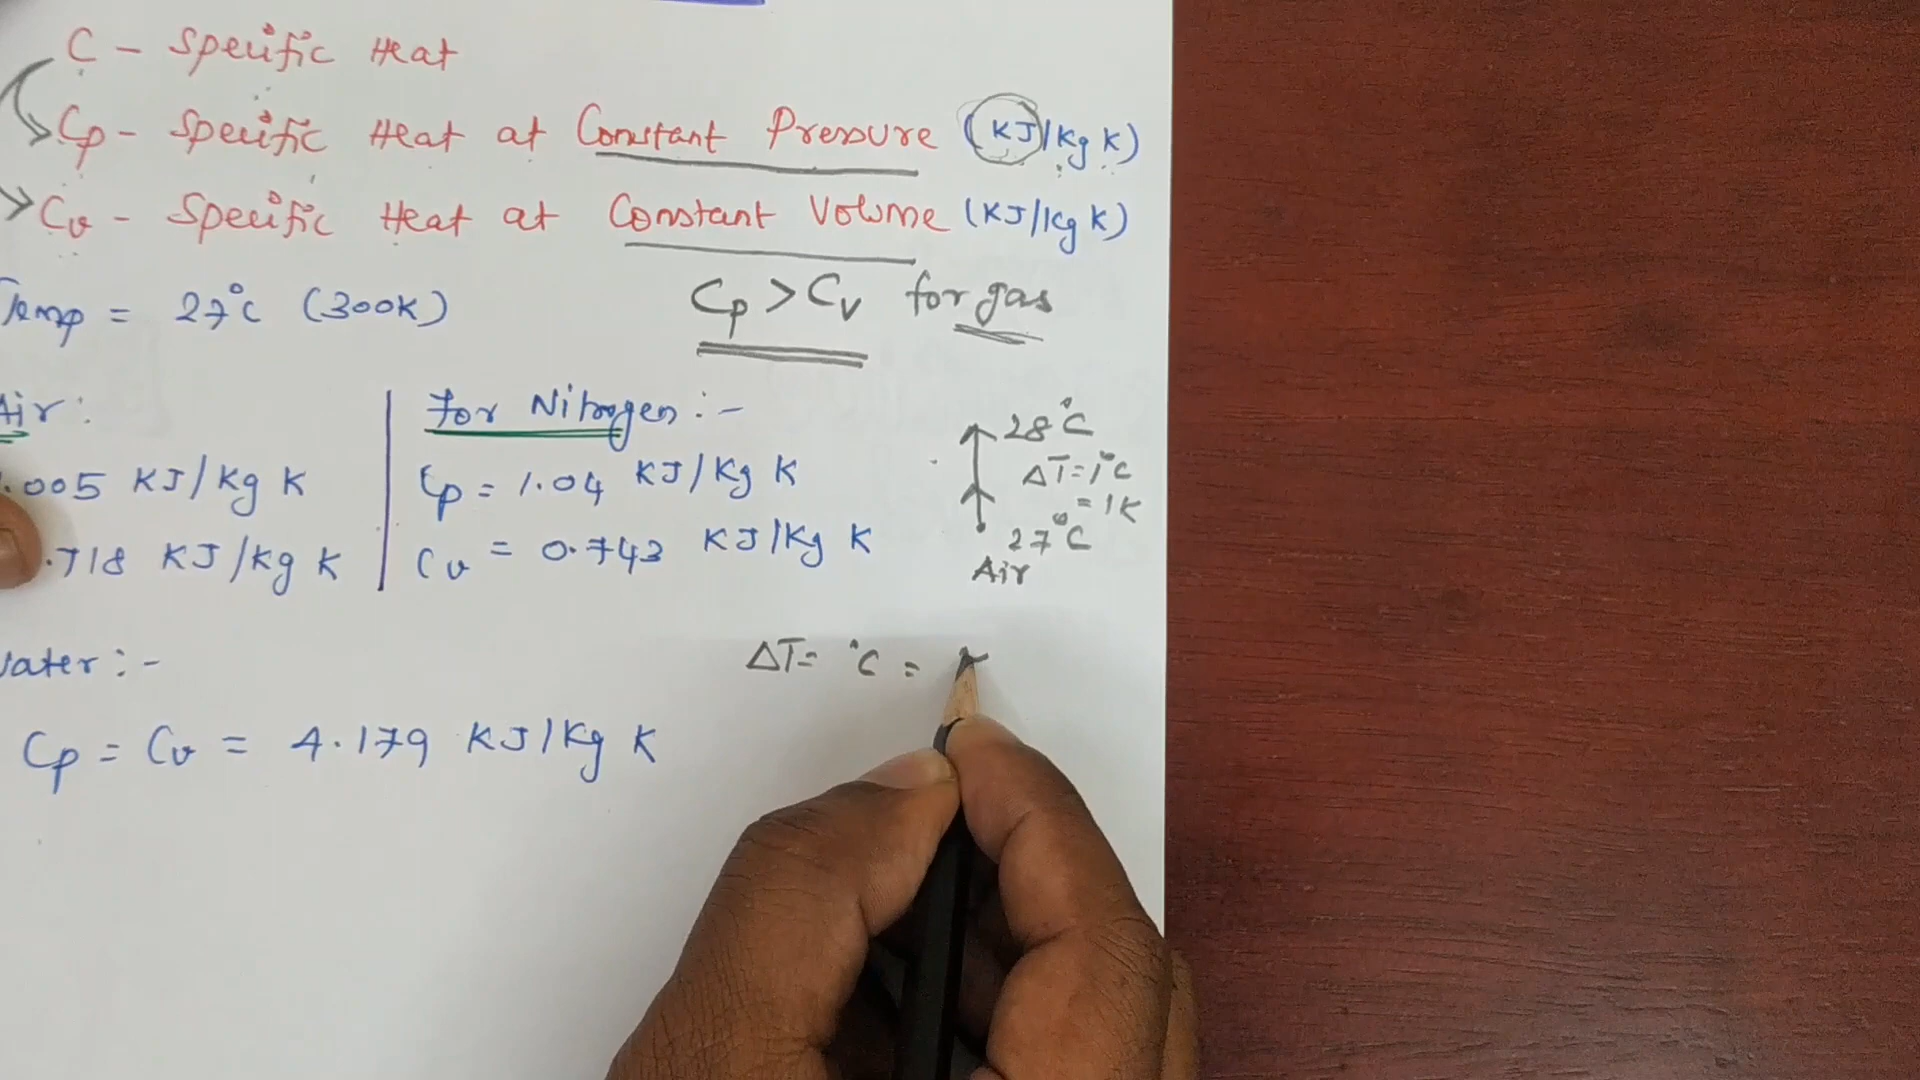 C - Specific Heat
Cp - Specific Heat at Constant Pressure (KJ/Kg K)
Cv - Specific Heat at Constant Volume (KJ/Kg K)
Temp = 27°C (300K)
Cp > Cv for gas
Air:
.005 KJ/Kg K
.718 KJ/Kg K
For Nitrogen :-
Cp = 1.04 KJ/Kg K
Cv = 0.743 KJ/Kg K
28°C
ΔT = 1°C
= 1K
27°C
Air
ater :-
Cp = Cv = 4.179 KJ/Kg K
ΔT = °C =